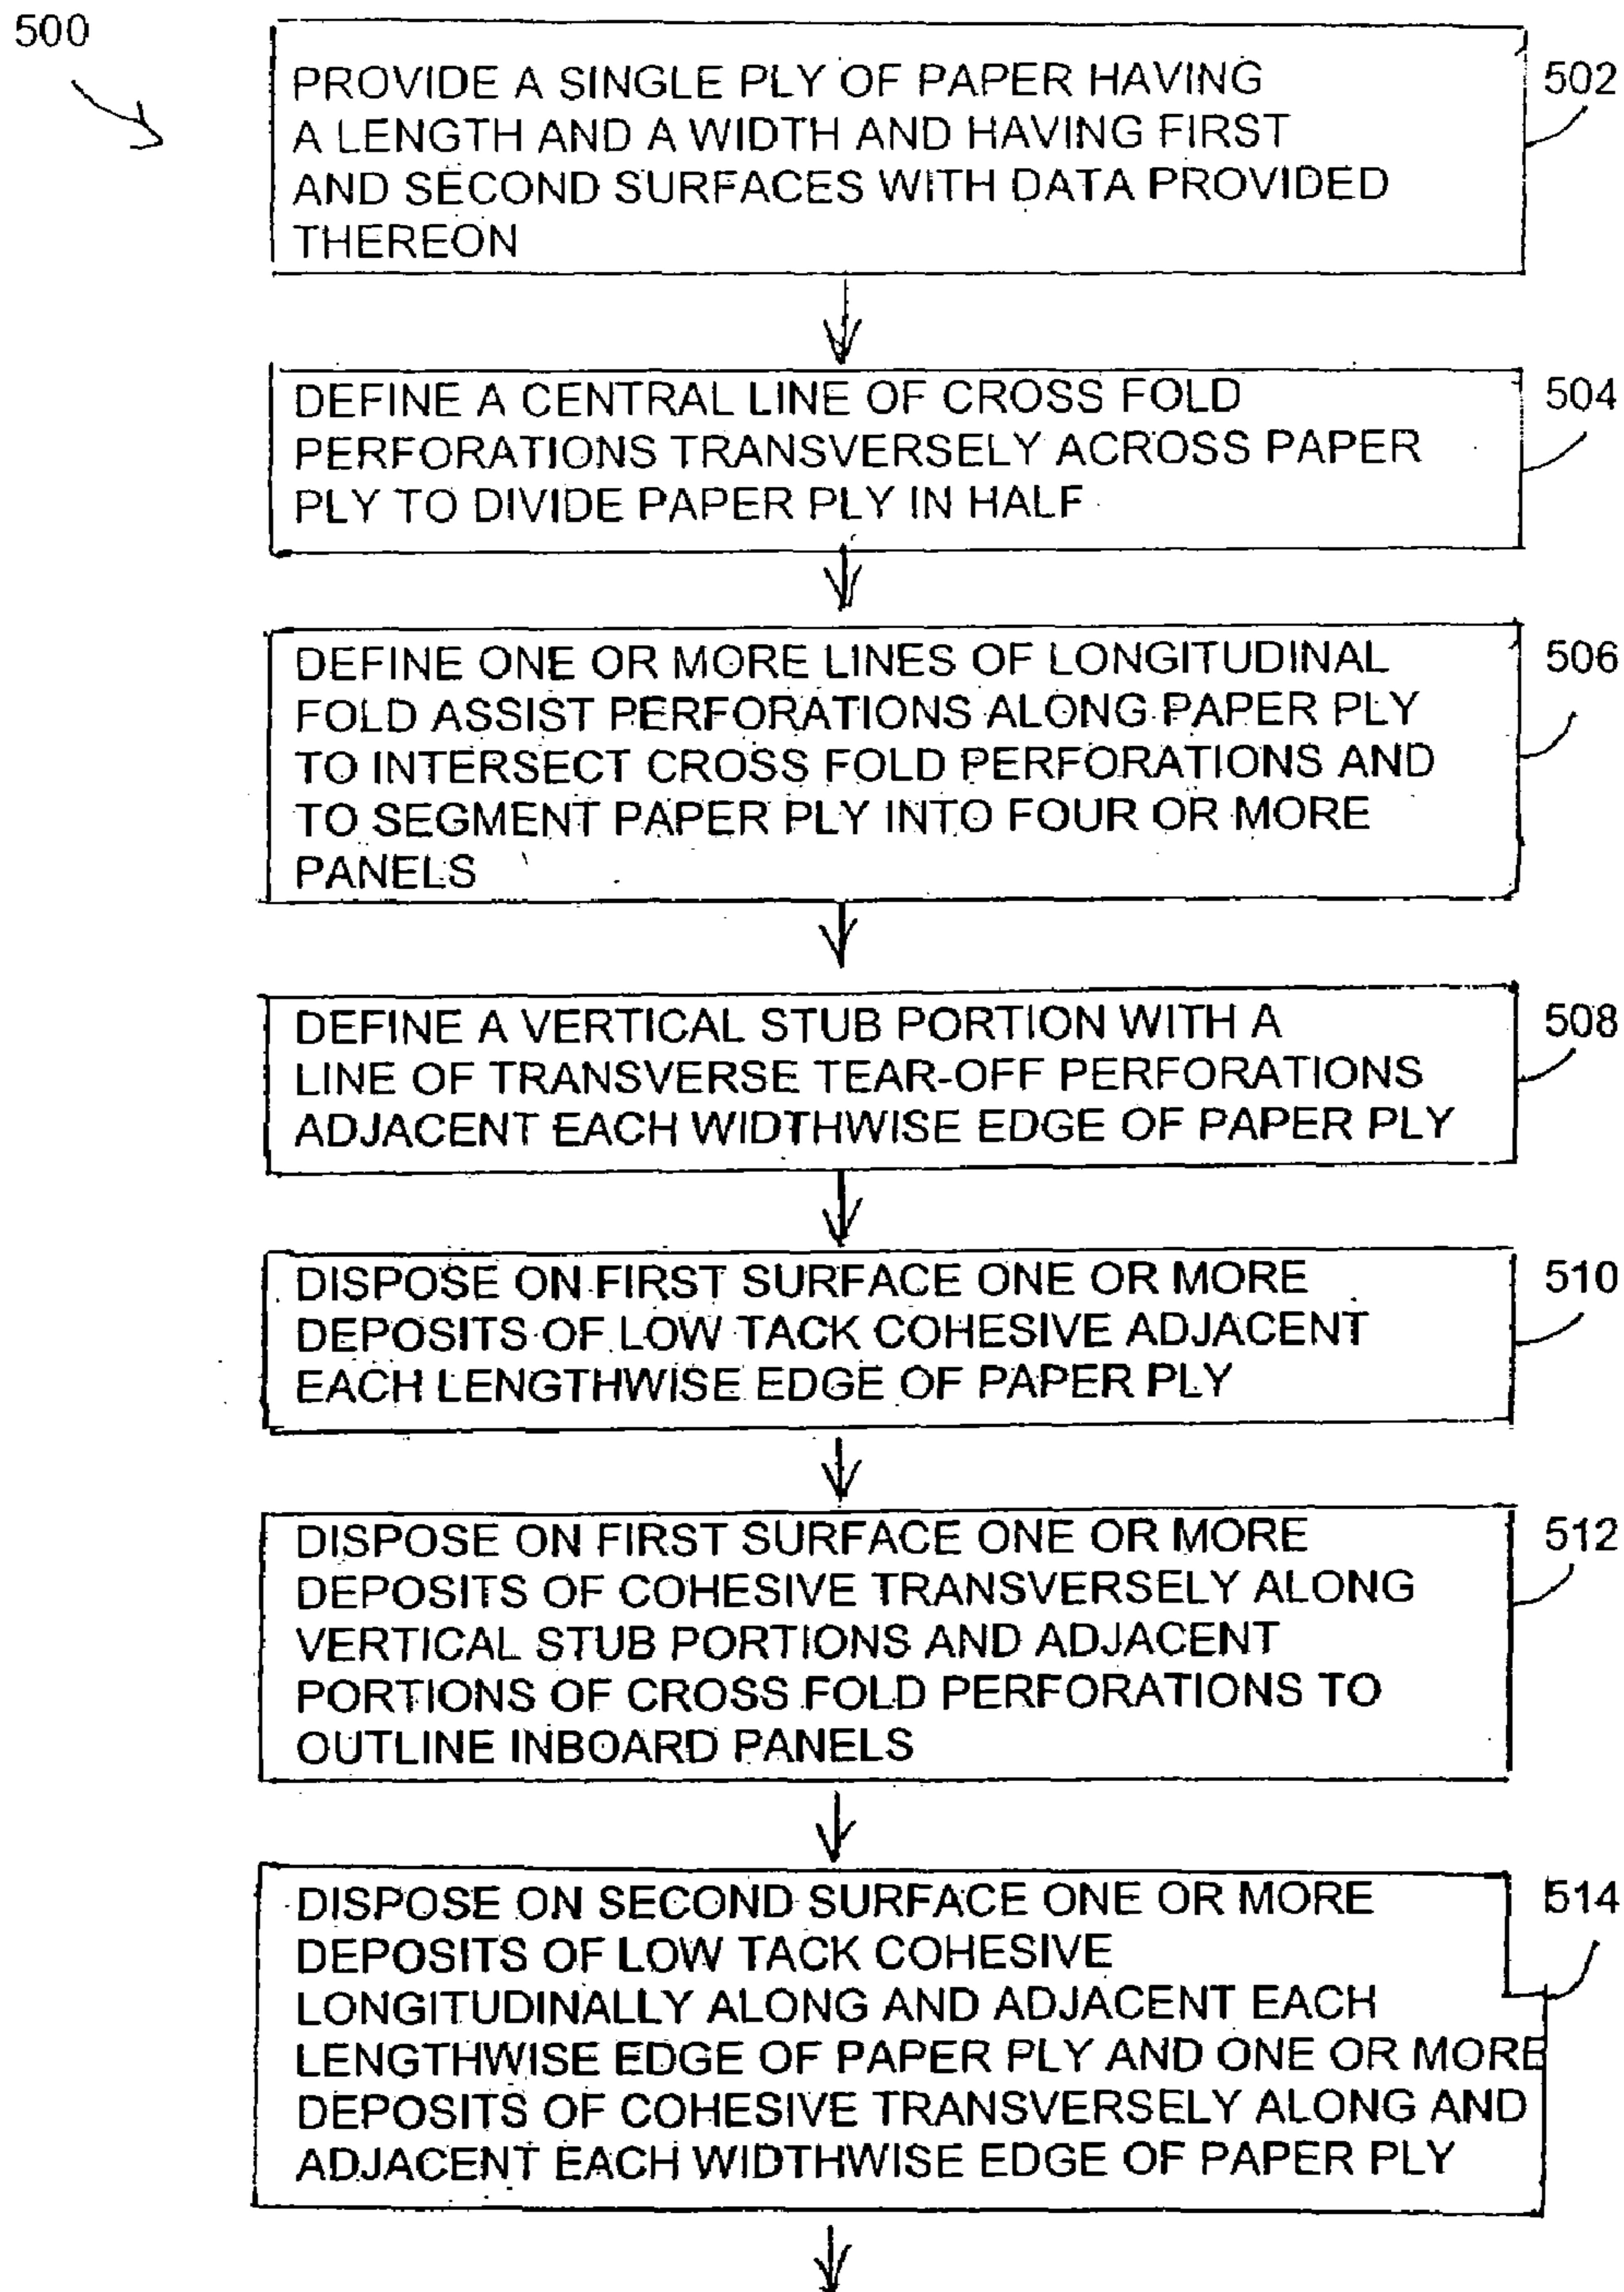 500
PROVIDE A SINGLE PLY OF PAPER HAVING
A LENGTH AND A WIDTH AND HAVING FIRST
AND SECOND SURFACES WITH DATA PROVIDED
THEREON
502
DEFINE A CENTRAL LINE OF CROSS FOLD
PERFORATIONS TRANSVERSELY ACROSS PAPER
PLY TO DIVIDE PAPER PLY IN HALF
504
DEFINE ONE OR MORE LINES OF LONGITUDINAL
FOLD ASSIST PERFORATIONS ALONG PAPER PLY
TO INTERSECT CROSS FOLD PERFORATIONS AND
TO SEGMENT PAPER PLY INTO FOUR OR MORE
PANELS
506
DEFINE A VERTICAL STUB PORTION WITH A
LINE OF TRANSVERSE TEAR-OFF PERFORATIONS
ADJACENT EACH WIDTHWISE EDGE OF PAPER PLY
508
DISPOSE ON FIRST SURFACE ONE OR MORE
DEPOSITS OF LOW TACK COHESIVE ADJACENT
EACH LENGTHWISE EDGE OF PAPER PLY
510
DISPOSE ON FIRST SURFACE ONE OR MORE
DEPOSITS OF COHESIVE TRANSVERSELY ALONG
VERTICAL STUB PORTIONS AND ADJACENT
PORTIONS OF CROSS FOLD PERFORATIONS TO
OUTLINE INBOARD PANELS
512
DISPOSE ON SECOND SURFACE ONE OR MORE
DEPOSITS OF LOW TACK COHESIVE
LONGITUDINALLY ALONG AND ADJACENT EACH
LENGTHWISE EDGE OF PAPER PLY AND ONE OR MORE
DEPOSITS OF COHESIVE TRANSVERSELY ALONG AND
ADJACENT EACH WIDTHWISE EDGE OF PAPER PLY
514